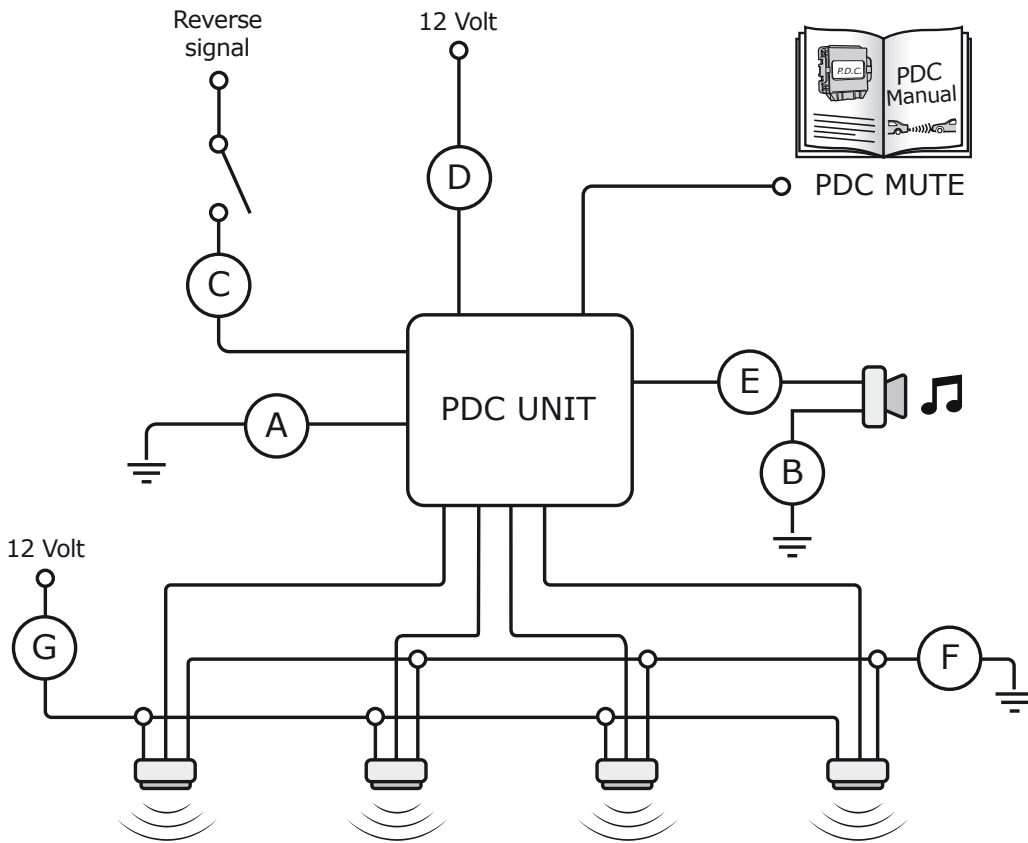 Reverse
signal
12 Volt
P.D.C.
PDC
Manual
PDC MUTE
D
C
PDC UNIT
E
A
B
12 Volt
G
F